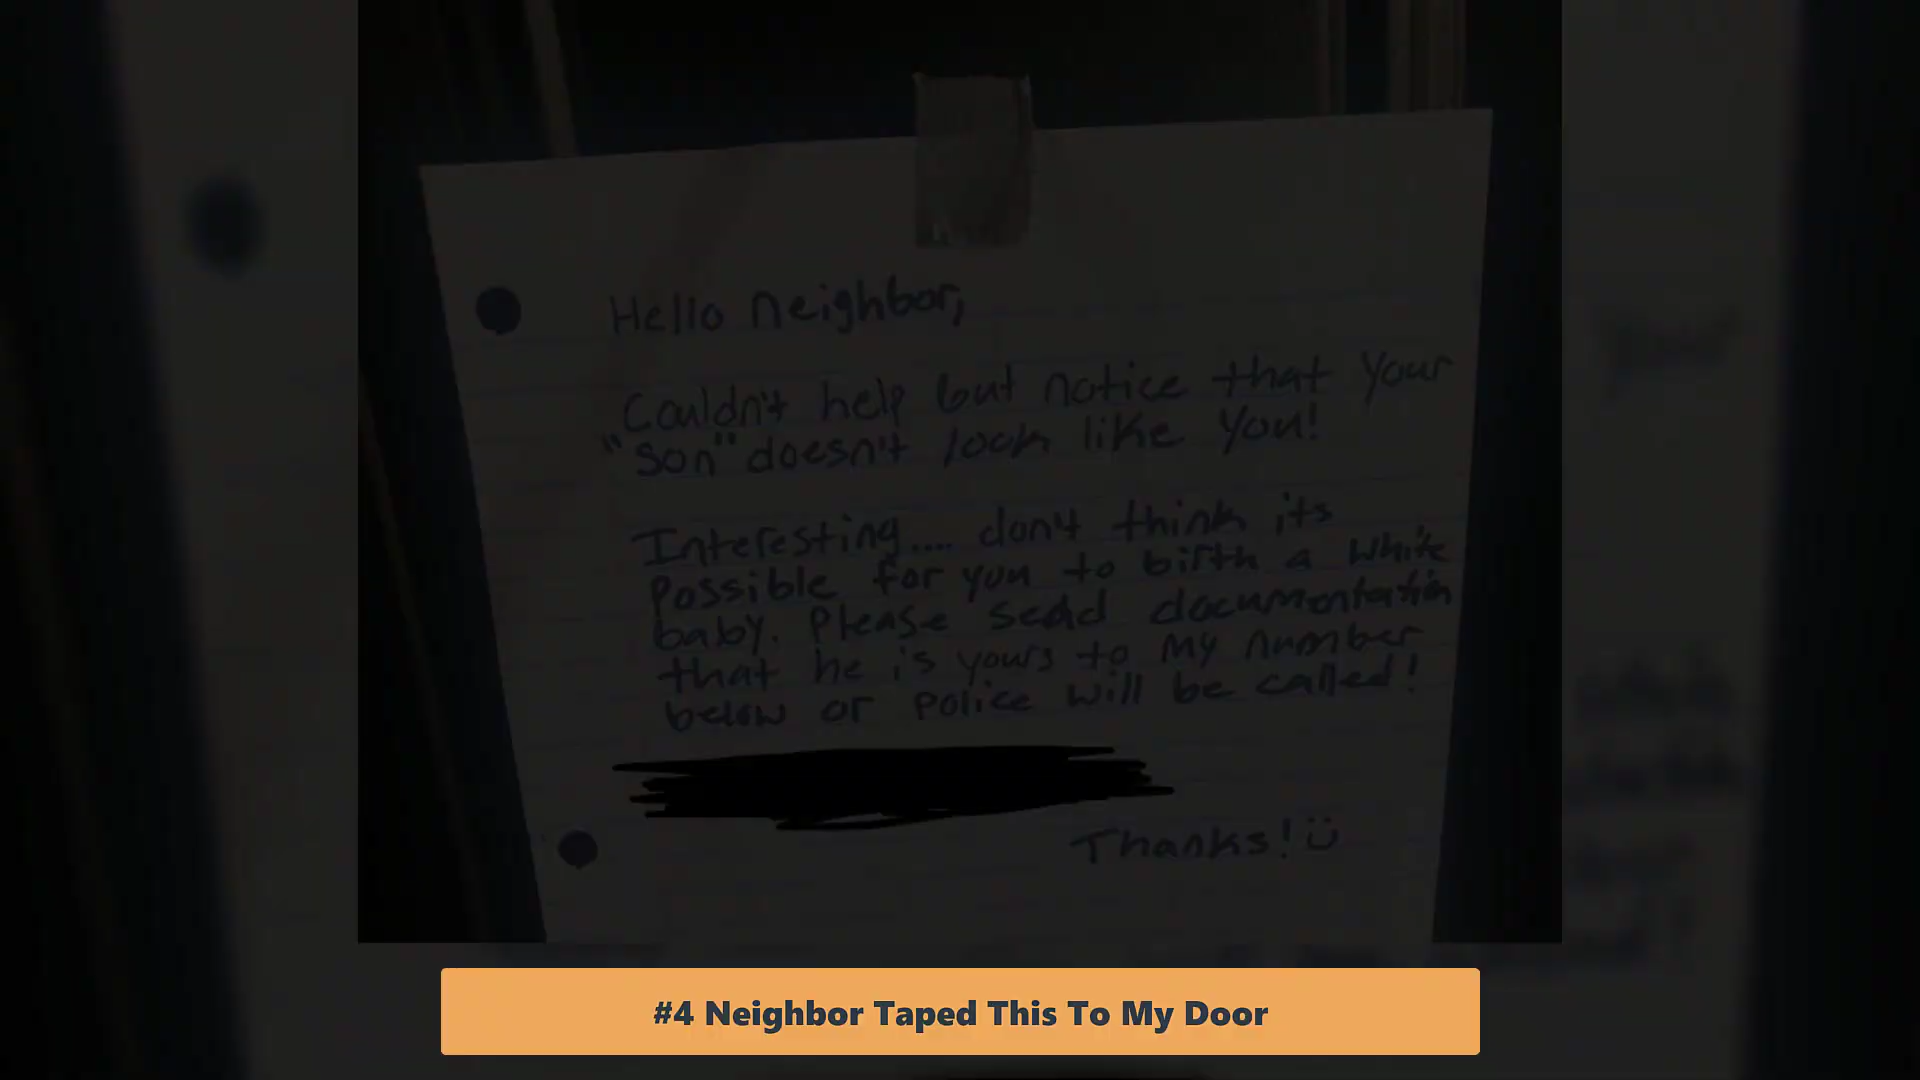 Hello neighbor,
Couldn't help but notice that your
"son" doesn't look like you!
Interesting.... don't think its
possible for you to birth a white
baby. Please send documentation
that he is yours to my number
below or police will be called!
Thanks! :)
#4 Neighbor Taped This To My Door